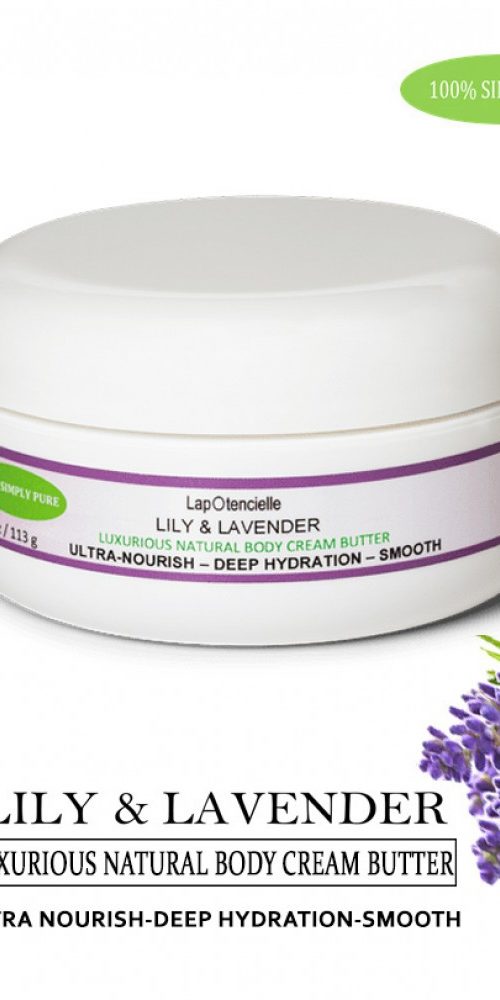 100% SI
SIMPLY PURE
/ 113 g
LapOtencielle
LILY & LAVENDER
LUXURIOUS NATURAL BODY CREAM BUTTER
ULTRA-NOURISH – DEEP HYDRATION – SMOOTH
LILY & LAVENDER
XURIOUS NATURAL BODY CREAM BUTTER
TRA NOURISH-DEEP HYDRATION-SMOOTH